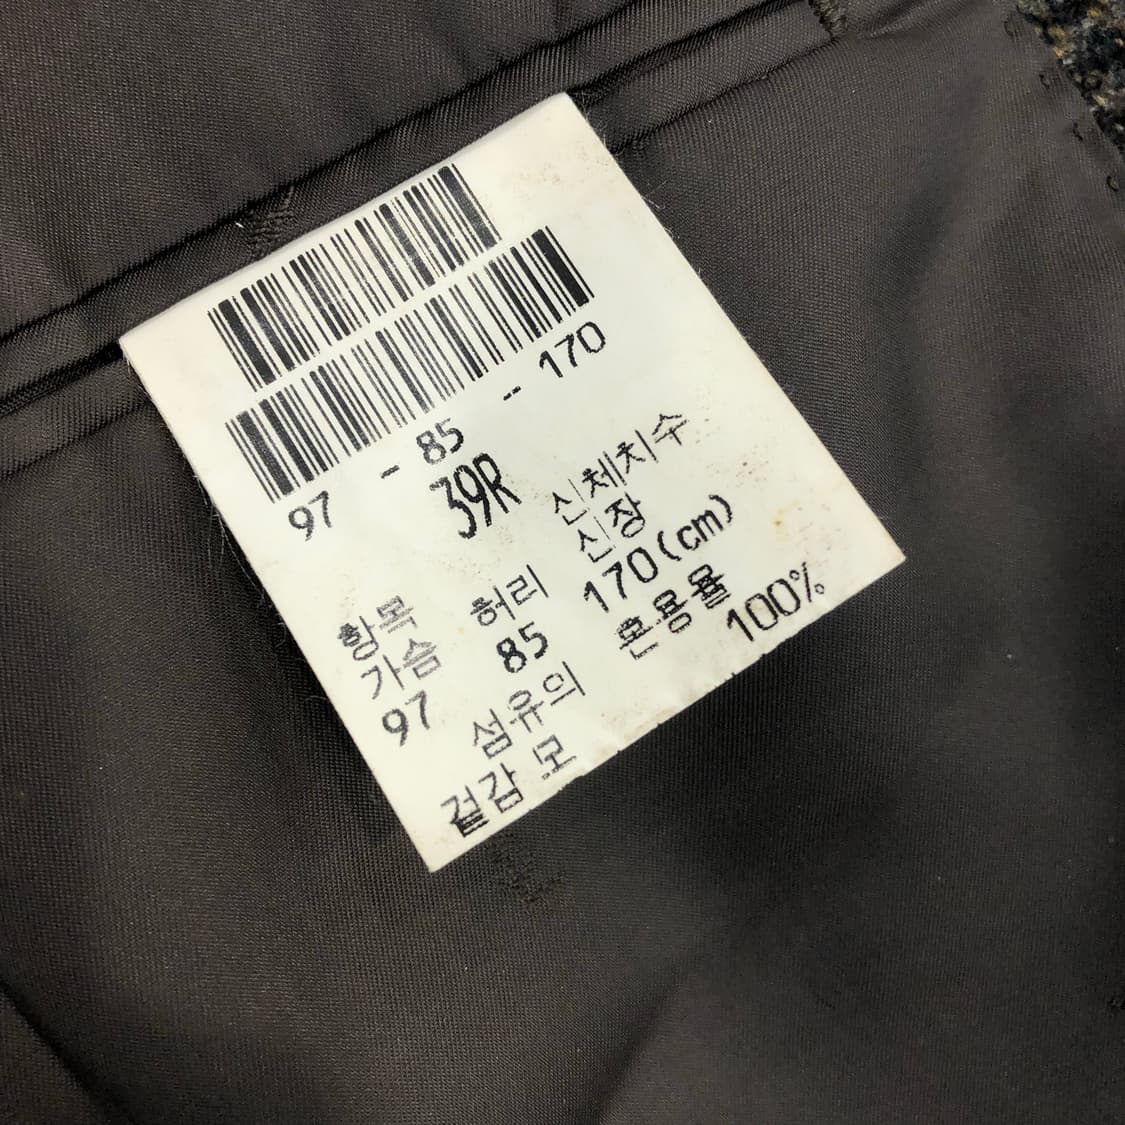 97 - 85 -- 170
39R
항목 신체치수
가슴 허리 신장
97 85 170(cm)
섬유의 혼용율
겉감 모 100%